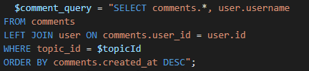 $comment_query = "SELECT comments.*, user.username
FROM comments
LEFT JOIN user ON comments.user_id = user.id
WHERE topic_id = $topicId
ORDER BY comments.created_at DESC";